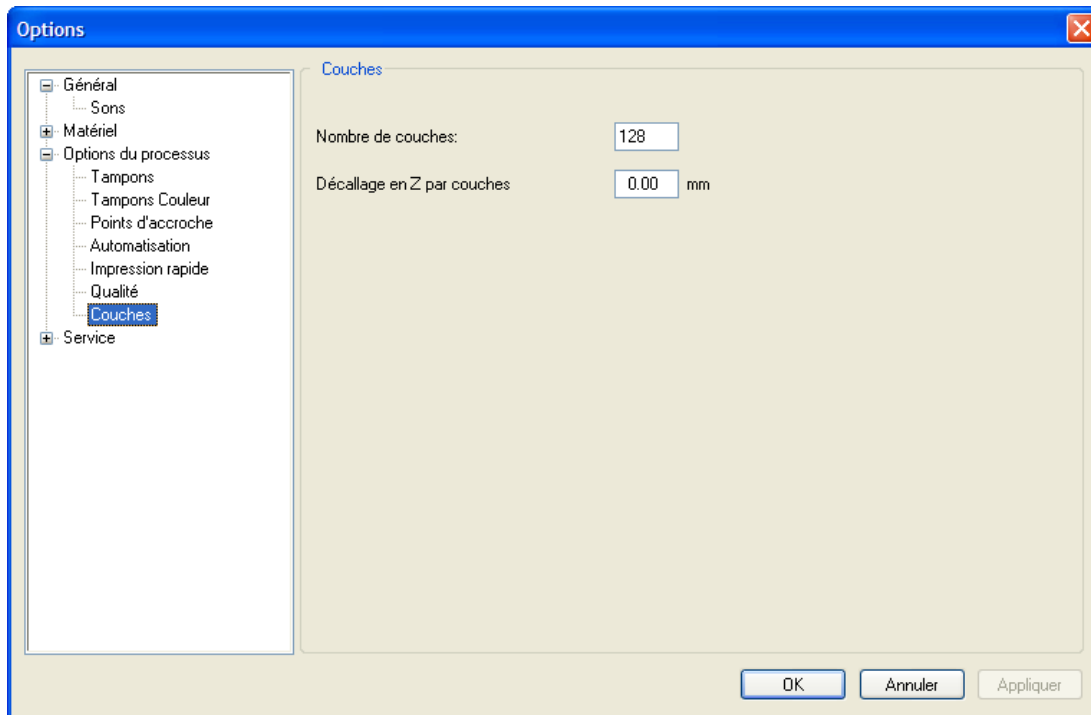 Options
Général
Sons
Matériel
Options du processus
Tampons
Tampons Couleur
Points d'accroche
Automatisation
Impression rapide
Qualité
Couches
Service
Couches
Nombre de couches: 128
Décallage en Z par couches 0.00 mm
OK Annuler Appliquer